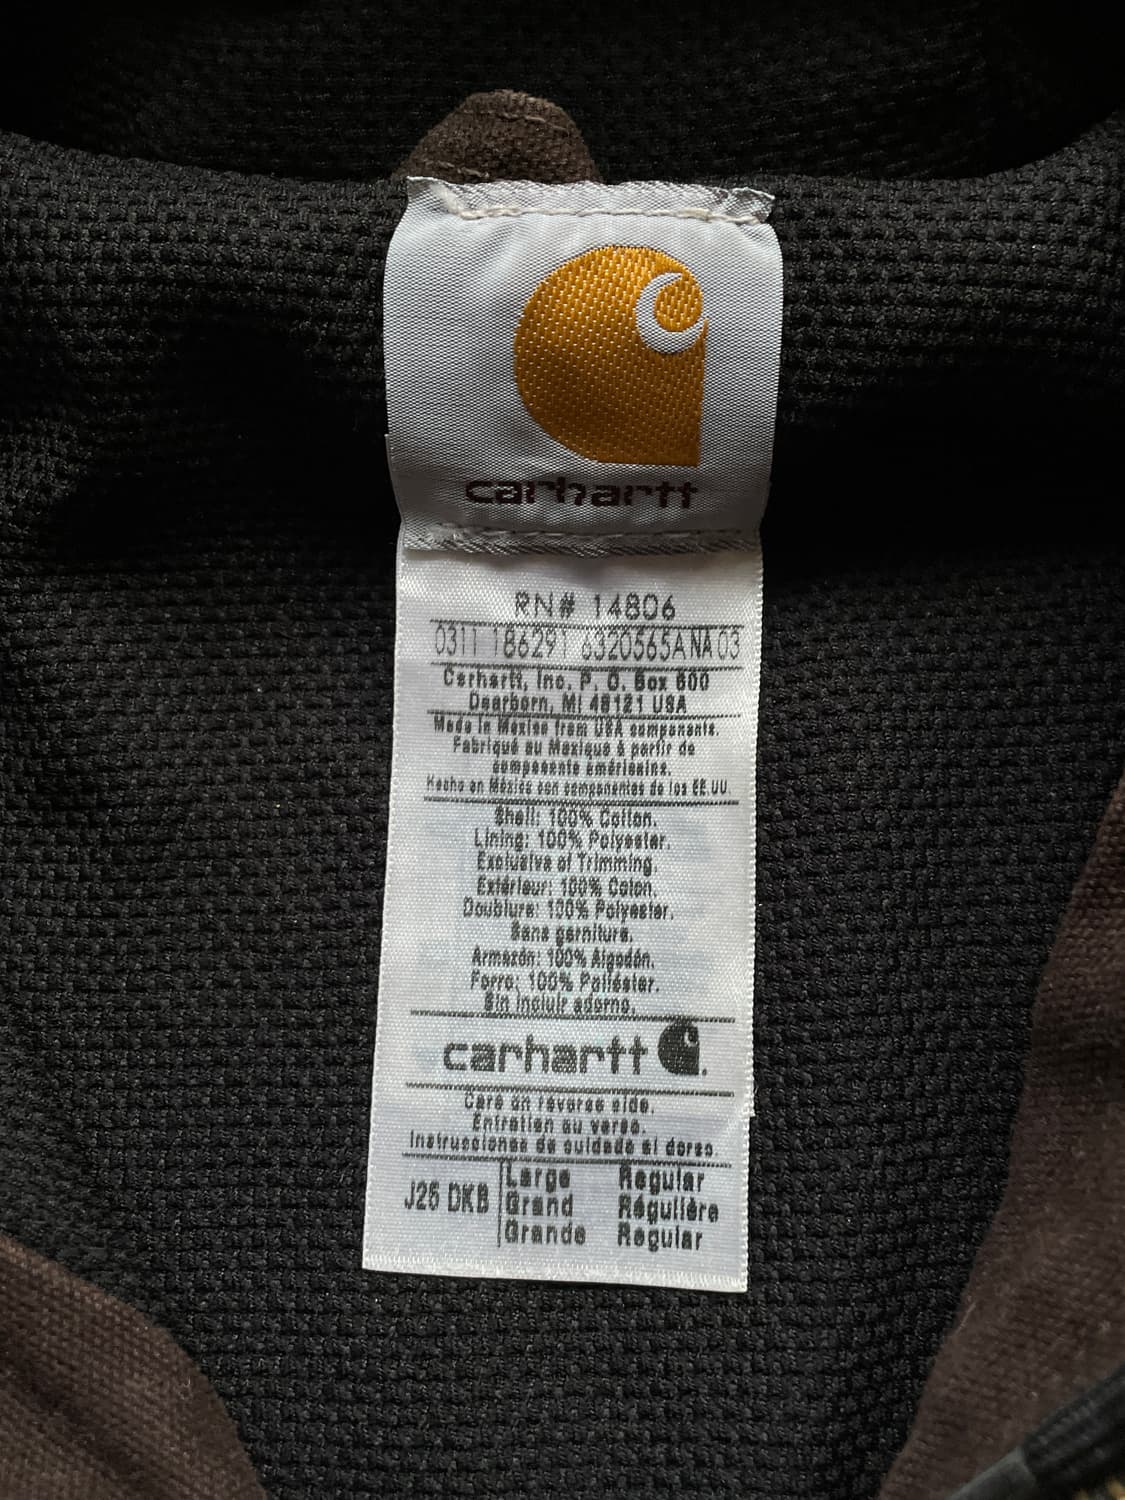 carhartt
RN# 14806
0311 186291 6320565A NA 03
Carhartt, Inc. P. O. Box 600
Dearborn, MI 48121 USA
Made in Mexico from USA components.
Fabriqué au Mexique à partir de
composants américains.
Hecho en México con componentes de los EE.UU.
Shell: 100% Cotton.
Lining: 100% Polyester.
Exclusive of Trimming.
Extérieur: 100% Coton.
Doublure: 100% Polyester.
Sans garniture.
Armazón: 100% Algodón.
Forro: 100% Poliéster.
Sin incluir adorno.
carhartt
Care on reverse side.
Entretien au verso.
Instrucciones de cuidado al dorso.
J25 DKB
Large Regular
Grand Régulière
Grande Regular